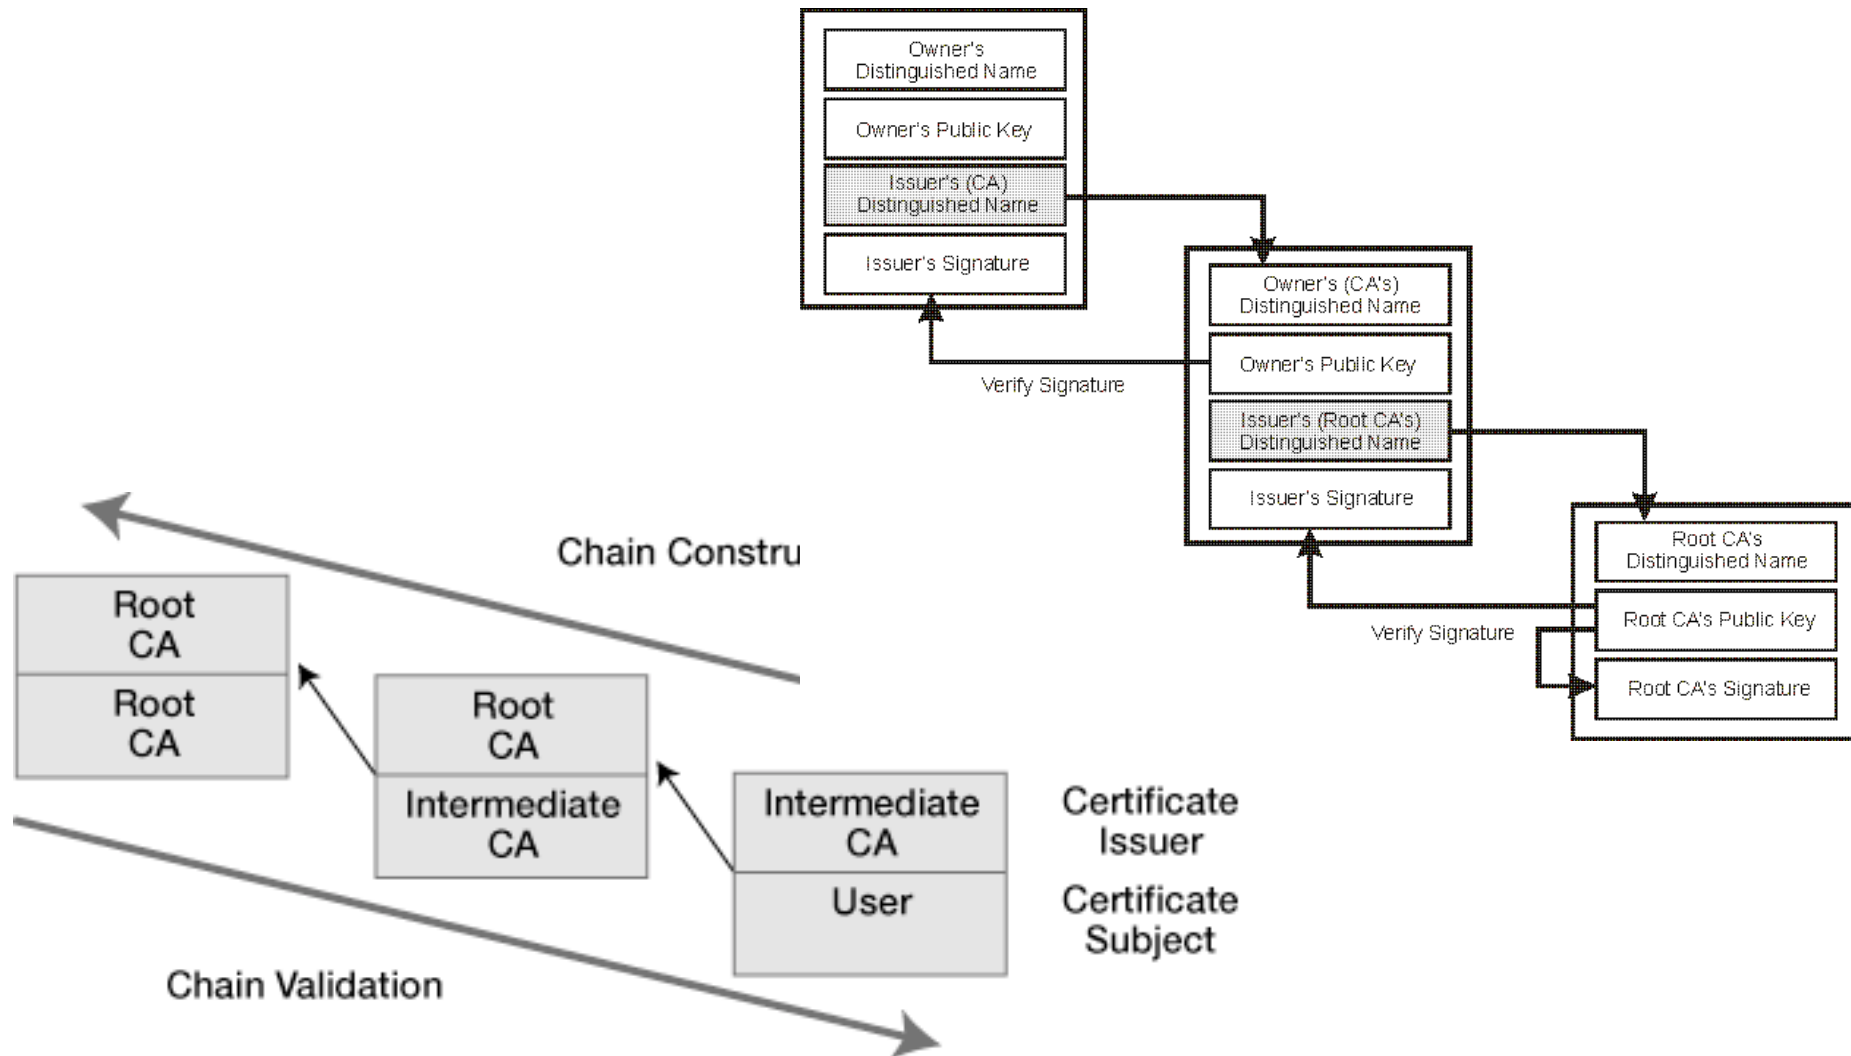 Owner's
Distinguished Name
Owner's Public Key
Issuer's (CA)
Distinguished Name
Issuer's Signature
Owner's (CA's)
Distinguished Name
Owner's Public Key
Verify Signature
Issuer's (Root CA's)
Distinguished Name
Issuer's Signature
Root CA's
Distinguished Name
Root CA's Public Key
Verify Signature
Root CA's Signature
Chain Constru
Root
CA
Root
CA
Root
CA
Intermediate
CA
Intermediate
CA
User
Certificate
Issuer
Certificate
Subject
Chain Validation